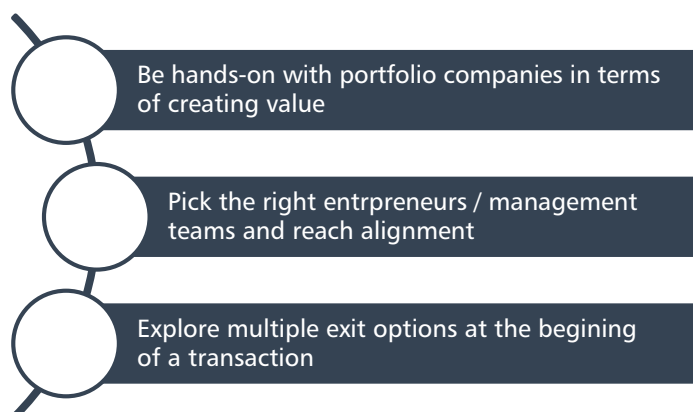 Be hands-on with portfolio companies in terms
of creating value
Pick the right entrpreneurs / management
teams and reach alignment
Explore multiple exit options at the begining
of a transaction